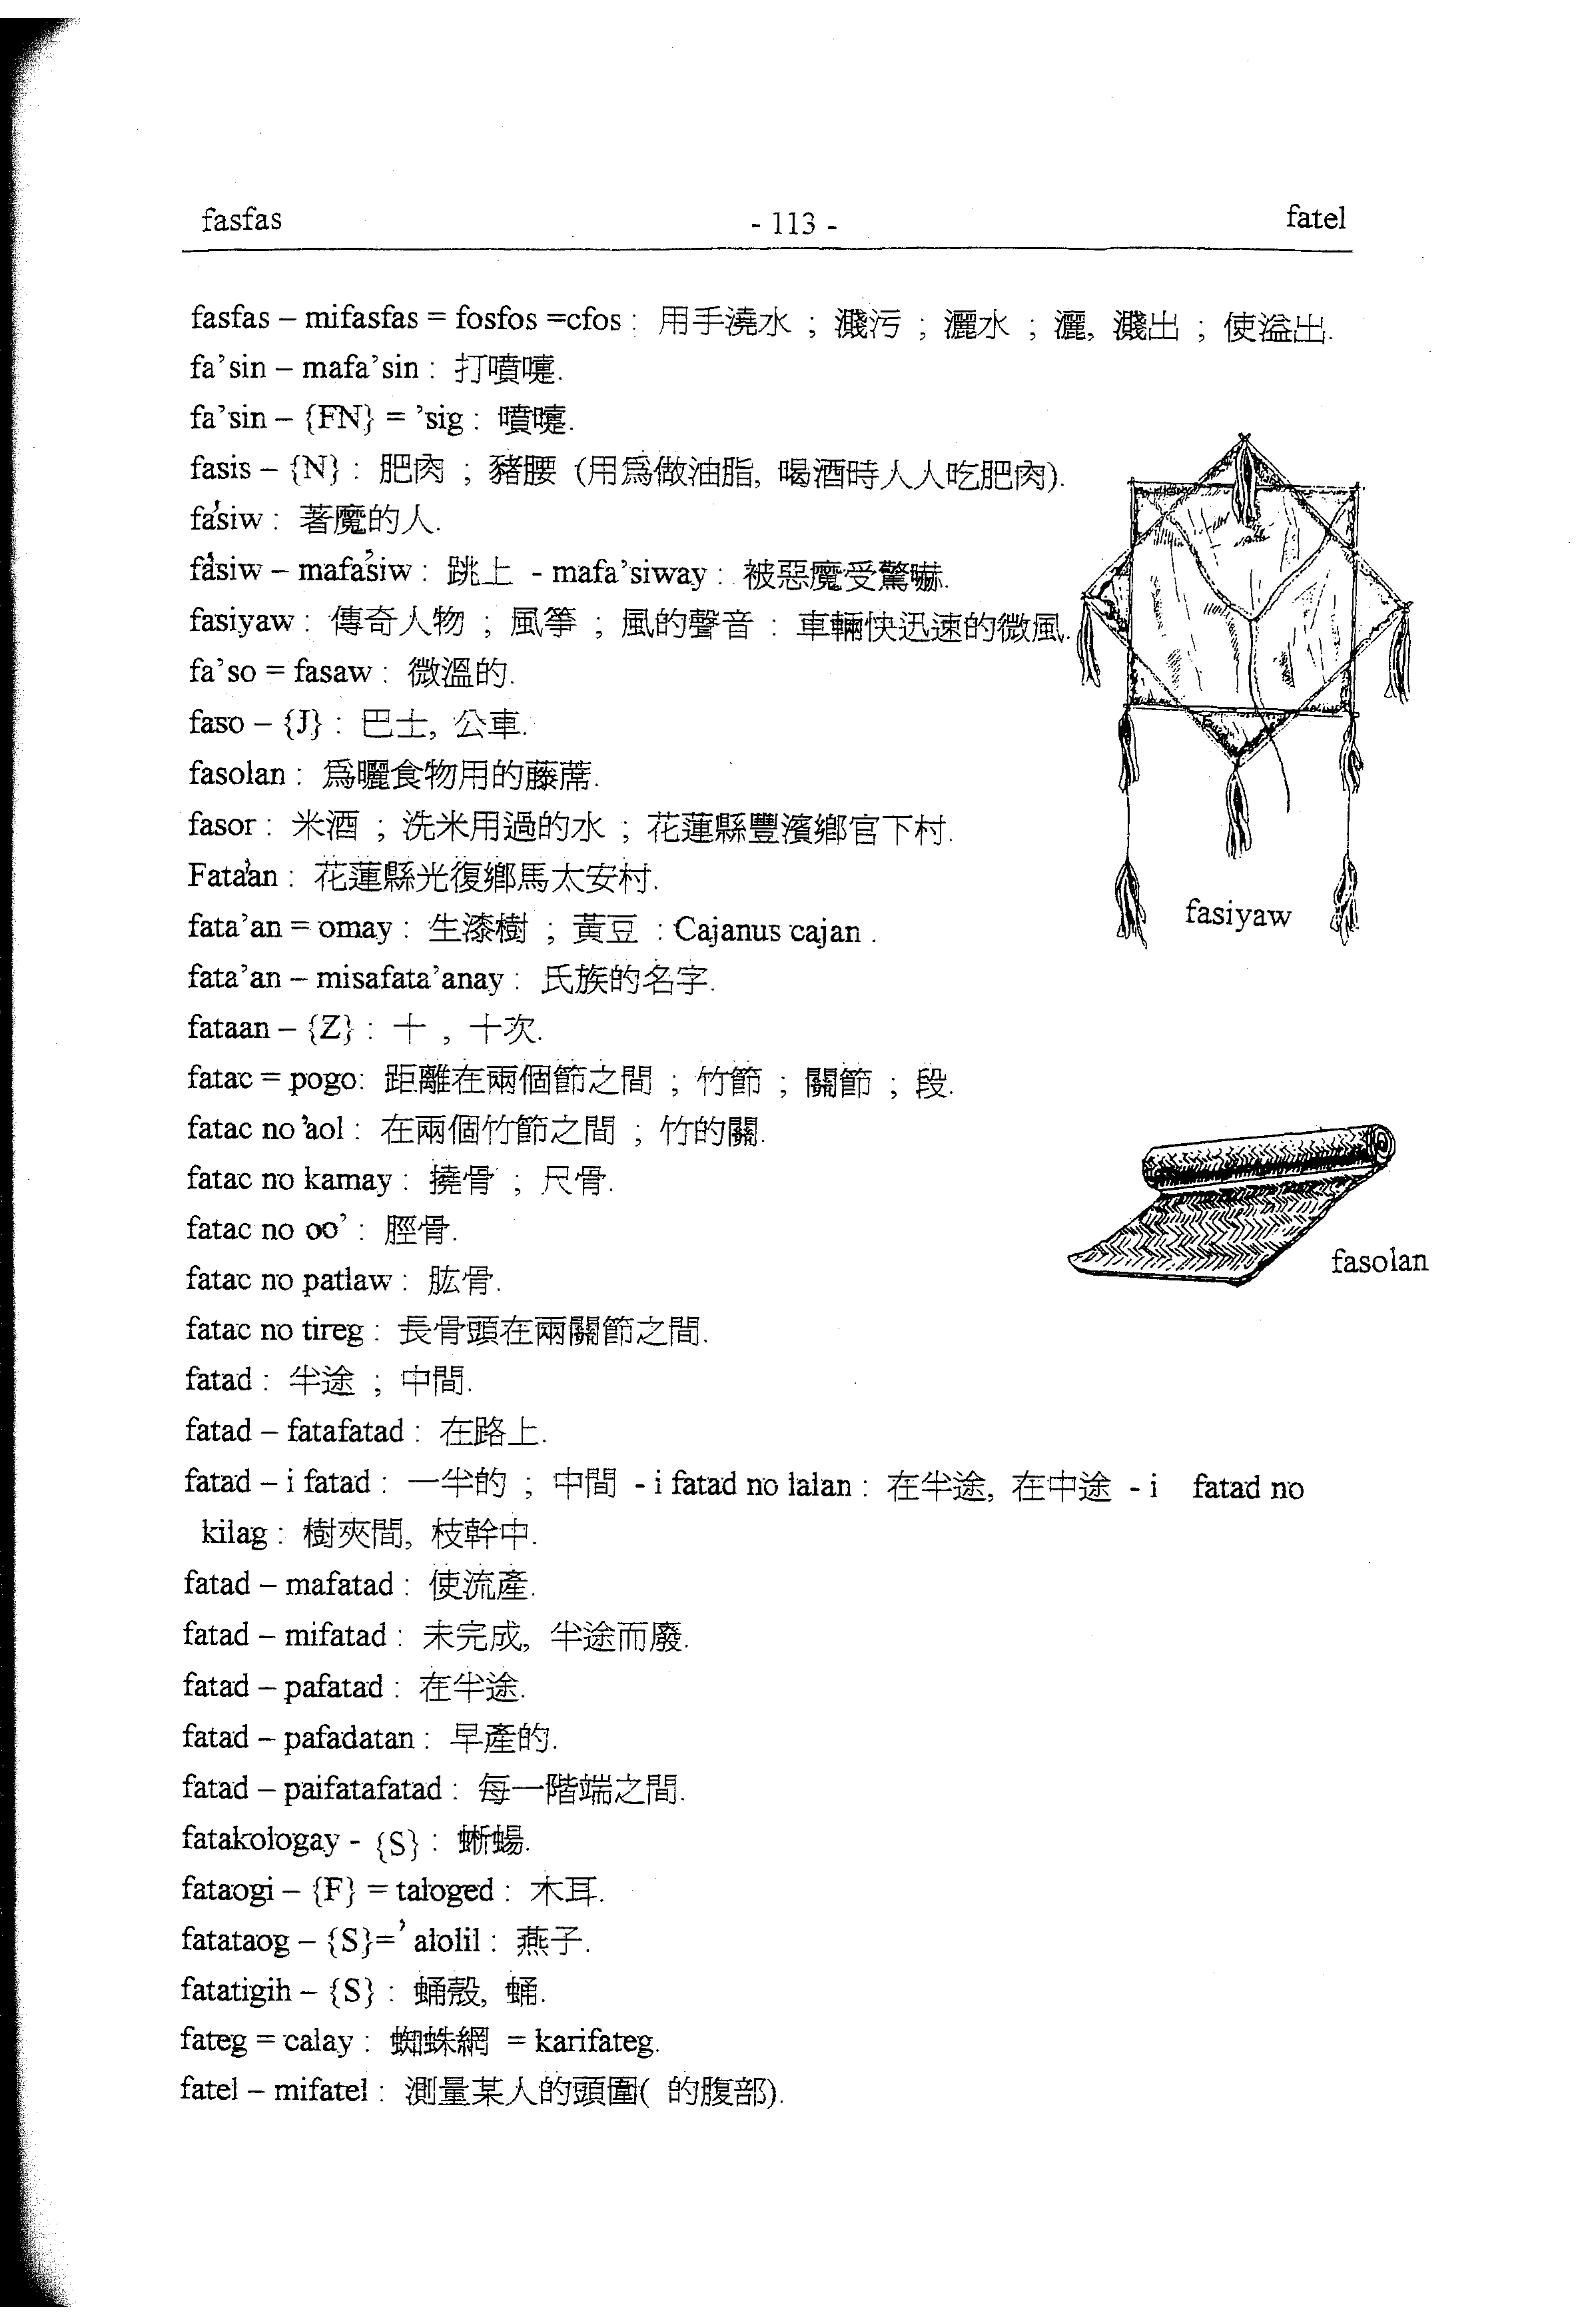 fasfas - 113 - fatel
fasfas – mifasfas = fosfos =cfos : 用手澆水 ; 濺污 ; 灑水 ; 灑, 濺出 ; 使溢出.
fa’sin – mafa’sin : 打噴嚏.
fa’sin – {FN} = ’sig : 噴嚏.
fasis – {N} : 肥肉 ; 豬腰 (用爲做油脂, 喝酒時人人吃肥肉).
fa’siw : 著魔的人.
fa’siw – mafa’siw : 跳上 - mafa’siway : 被惡魔受驚嚇.
fasiyaw : 傳奇人物 ; 風箏 ; 風的聲音 : 車輛快迅速的微風.
fa’so = fasaw : 微溫的.
faso – {J} : 巴士, 公車.
fasolan : 爲曬食物用的藤蓆.
fasor : 米酒 ; 洗米用過的水 ; 花蓮縣豐濱鄉官下村.
Fata’an : 花蓮縣光復鄉馬太安村.
fata’an = omay : 生漆樹 ; 黃豆 : Cajanus cajan .
fasiyaw
fata’an – misafata’anay : 氏族的名字.
fataan – {Z} : 十 , 十次.
fatac = pogo: 距離在兩個節之間 ; 竹節 ; 關節 ; 段.
fatac no ’aol : 在兩個竹節之間 ; 竹的關.
fatac no kamay : 撓骨 ; 尺骨.
fatac no oo’ : 脛骨.
fasolan
fatac no patlaw : 肱骨.
fatac no tireg : 長骨頭在兩關節之間.
fatad : 半途 ; 中間.
fatad – fatafatad : 在路上.
fatad – i fatad : 一半的 ; 中間 - i fatad no lalan : 在半途, 在中途 - i fatad no
kilag : 樹夾間, 枝幹中.
fatad – mafatad : 使流產.
fatad – mifatad : 未完成, 半途而廢.
fatad – pafatad : 在半途.
fatad – pafadatan : 早產的.
fatad – paifatafatad : 每一階端之間.
fatakologay - {S} : 蜥蜴.
fataogi – {F} = taloged : 木耳.
fatataog – {S}=’ alolil : 燕子.
fatatigih – {S} : 蛹殼, 蛹.
fateg = calay : 蜘蛛網 = karifateg.
fatel – mifatel : 測量某人的頭圍( 的腹部).